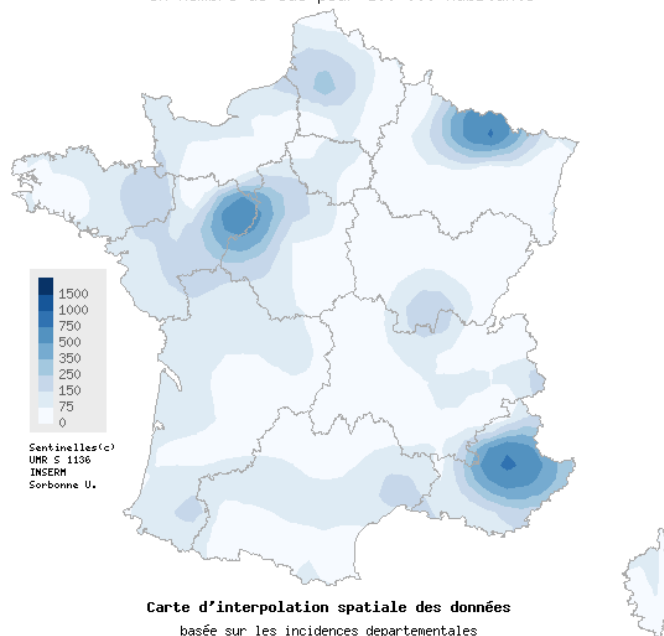 1500
1000
750
500
350
250
150
75
0
Sentinelles(c)
UMR S 1136
INSERM
Sorbonne U.
Carte d'interpolation spatiale des données
basée sur les incidences departementales